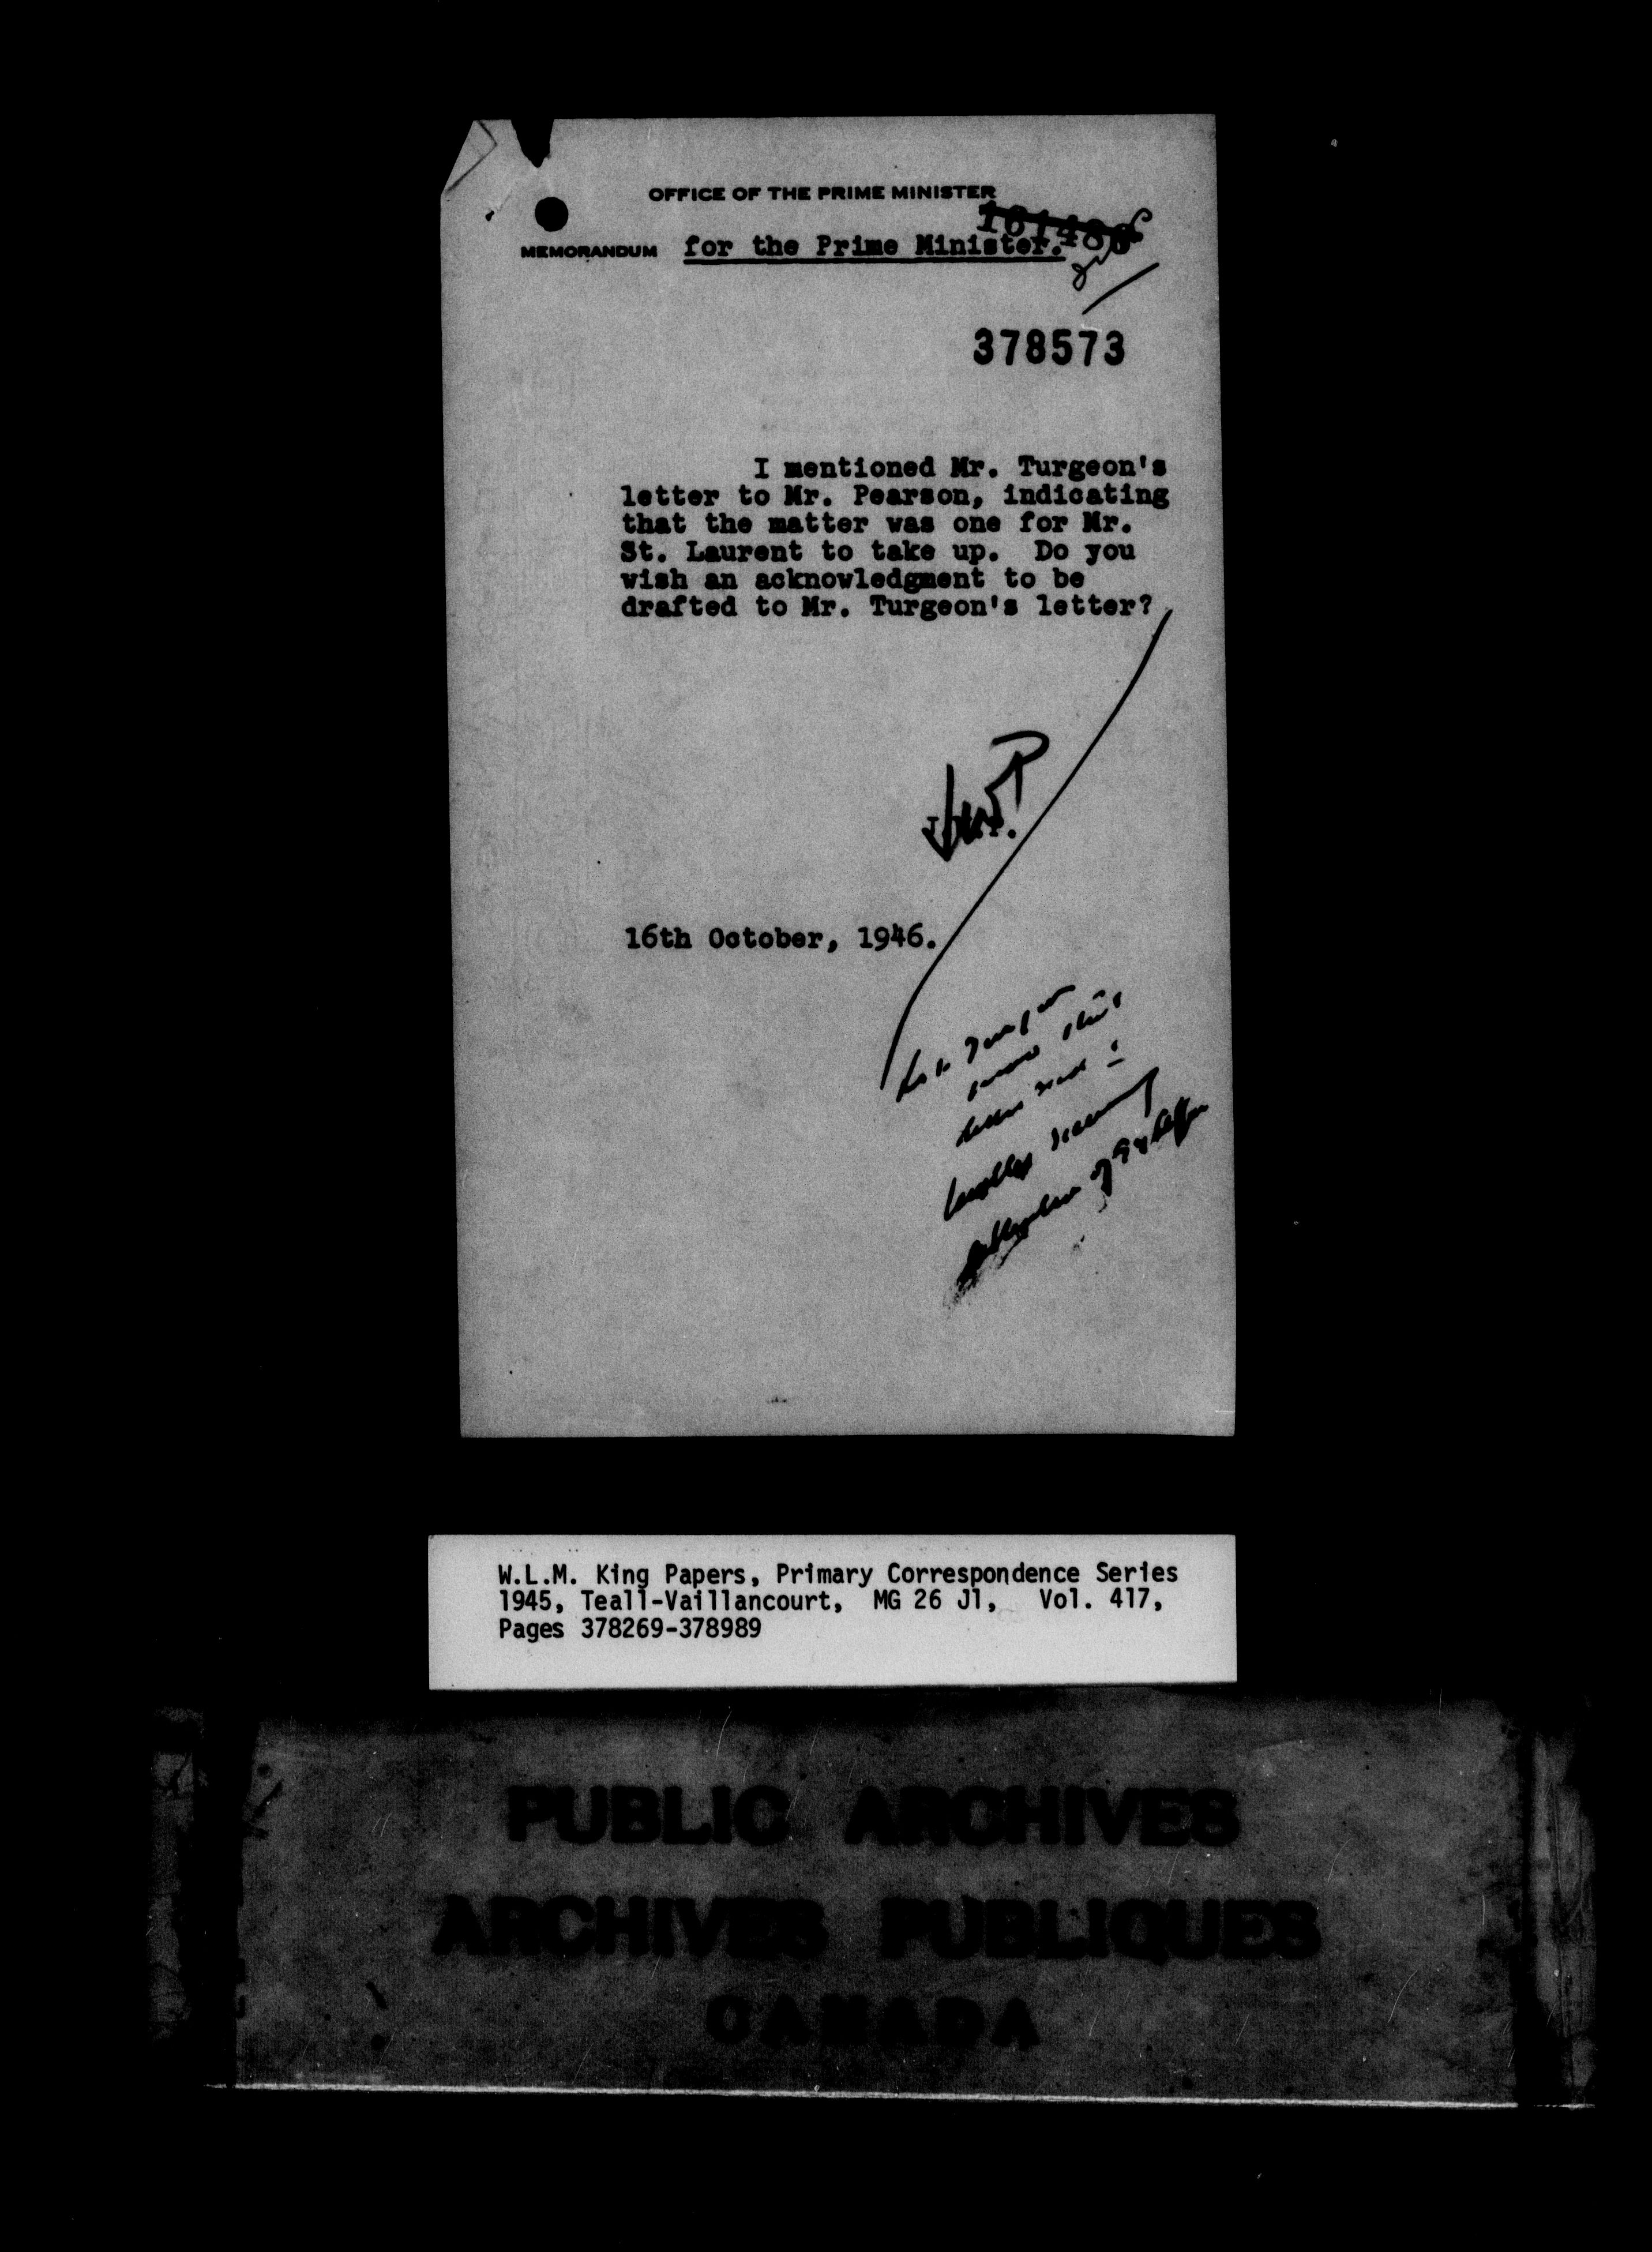 OFFICE OF THE PRIME MINISTER
161486
MEMORANDUM for the Prime Minister.
378573
I mentioned Mr. Turgeon's
letter to Mr. Pearson, indicating
that the matter was one for Mr.
St. Laurent to take up. Do you
wish an acknowledgment to be
drafted to Mr. Turgeon's letter?
16th October, 1946.
W.L.M. King Papers, Primary Correspondence Series
1945, Teall-Vaillancourt, MG 26 J1, Vol. 417,
Pages 378269-378989
PUBLIC ARCHIVES
ARCHIVES PUBLIQUES
CANADA